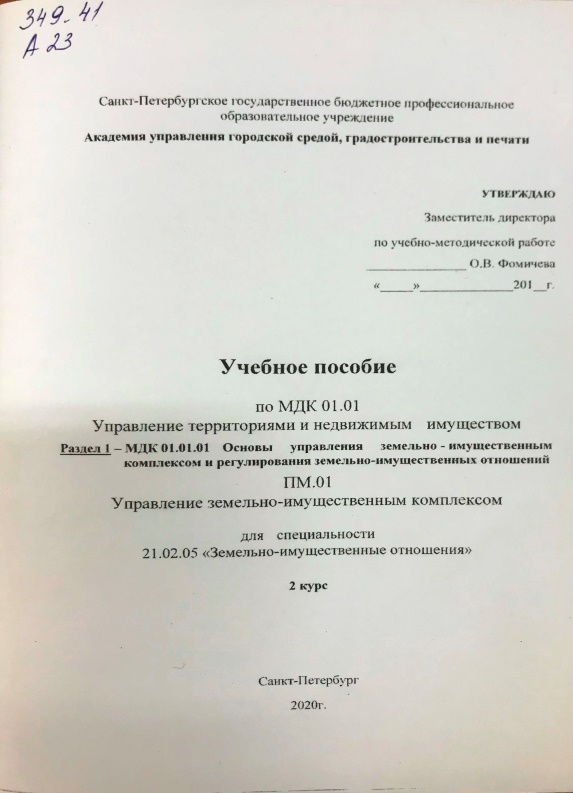 349.41
А 23
Санкт-Петербургское государственное бюджетное профессиональное
образовательное учреждение
Академия управления городской средой, градостроительства и печати
УТВЕРЖДАЮ
Заместитель директора
по учебно-методической работе
________________ О.В. Фомичева
«_____»_______________201__г.
Учебное пособие
по МДК 01.01
Управление территориями и недвижимым имуществом
Раздел 1 – МДК 01.01.01 Основы управления земельно - имущественным
комплексом и регулирования земельно-имущественных отношений
ПМ.01
Управление земельно-имущественным комплексом
для специальности
21.02.05 «Земельно-имущественные отношения»
2 курс
Санкт-Петербург
2020г.